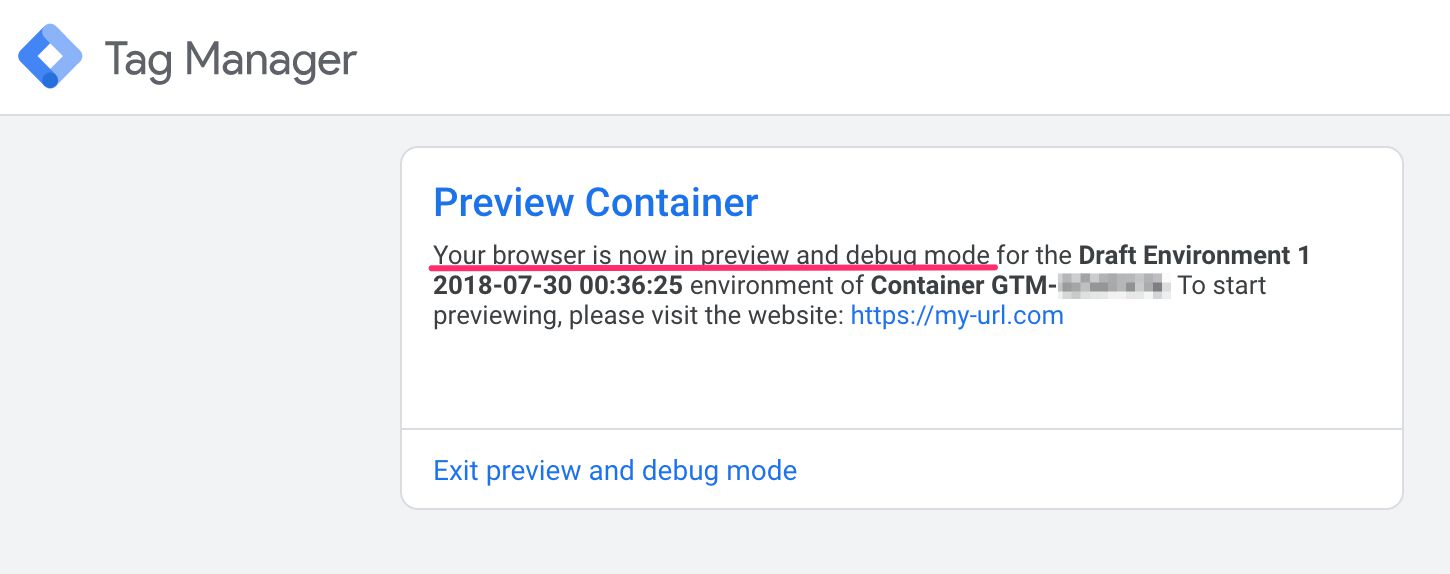 Tag Manager
Preview Container
Your browser is now in preview and debug mode for the Draft Environment 1
2018-07-30 00:36:25 environment of Container GTM- To start
previewing, please visit the website: https://my-url.com
Exit preview and debug mode